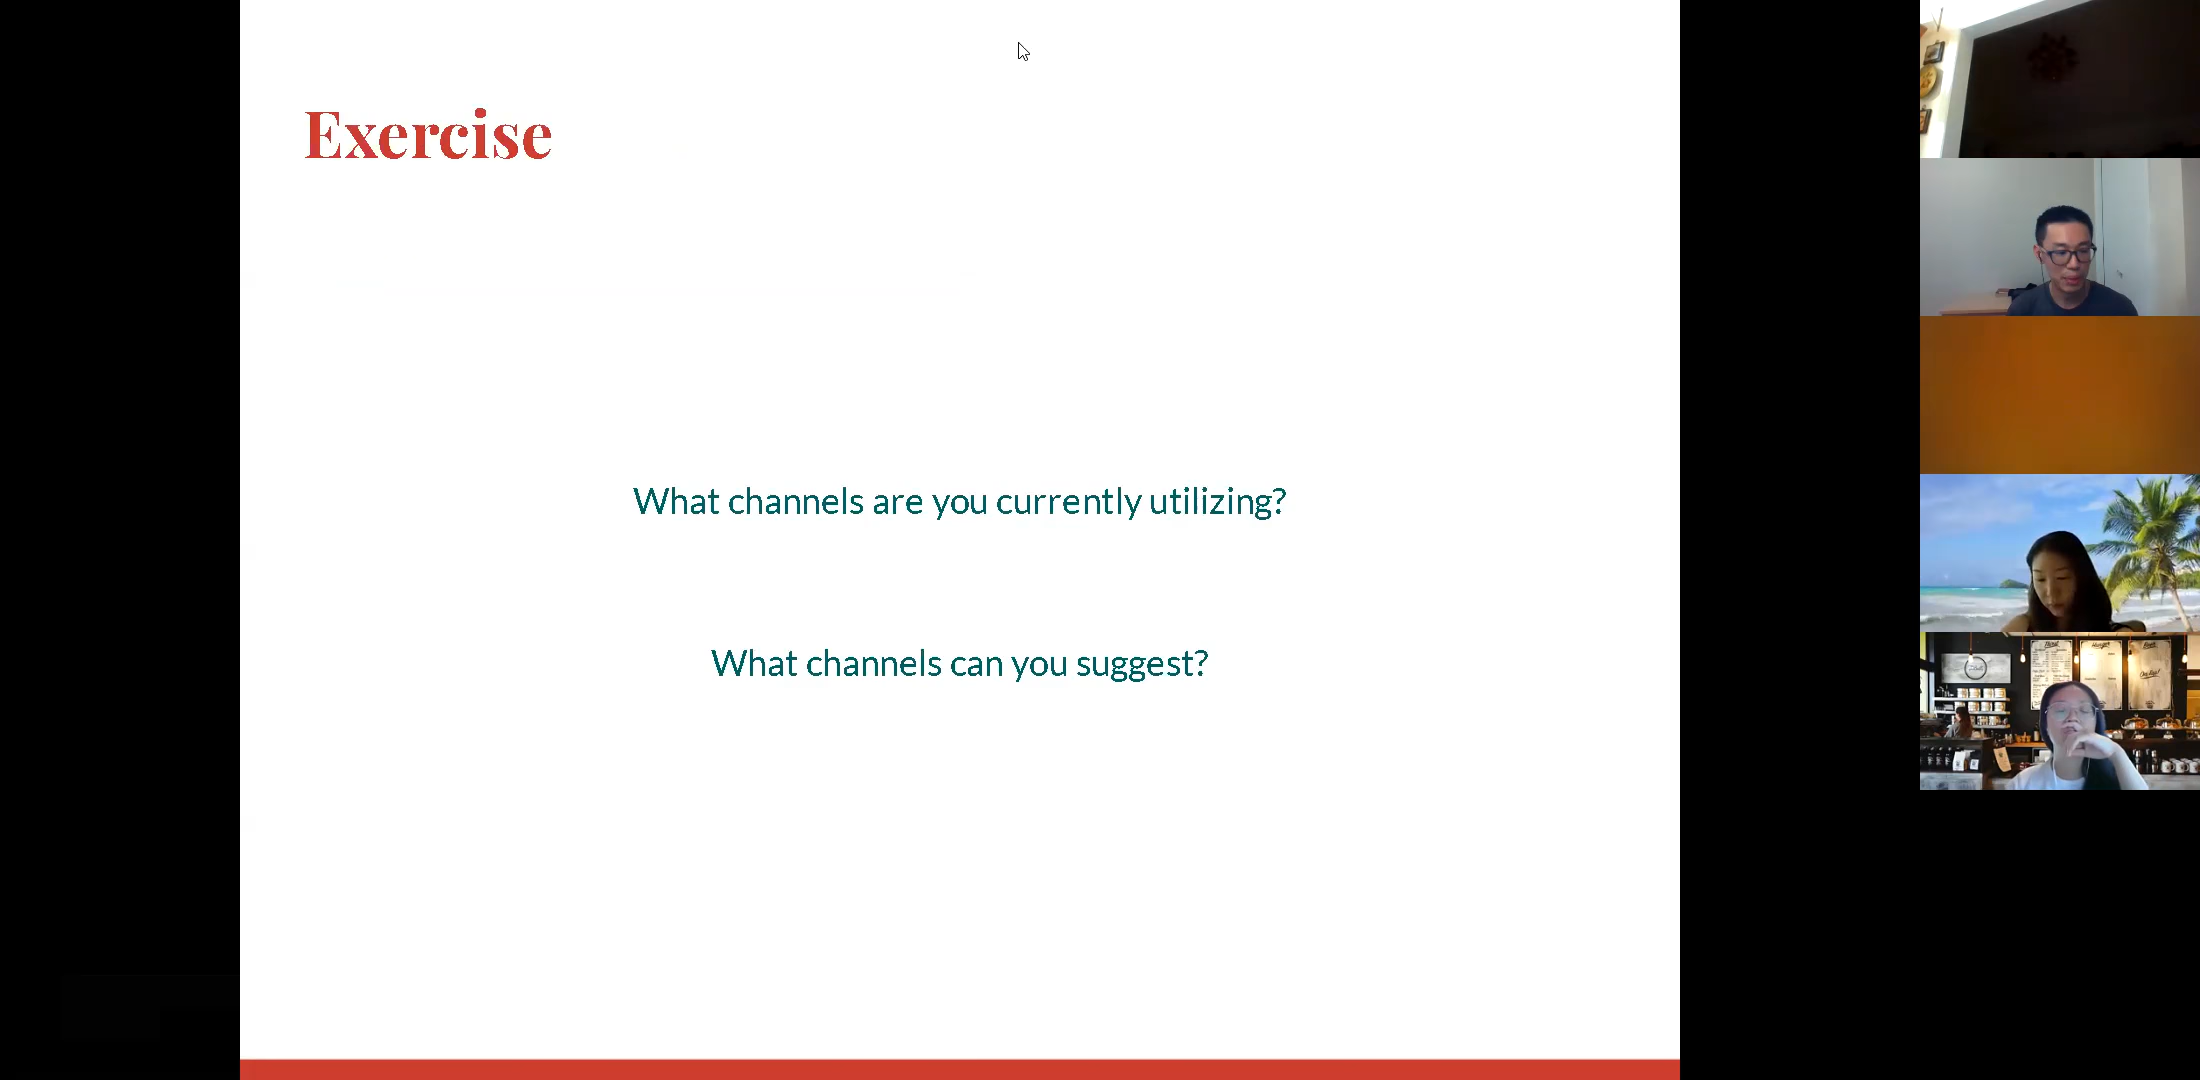 Exercise
What channels are you currently utilizing?
What channels can you suggest?